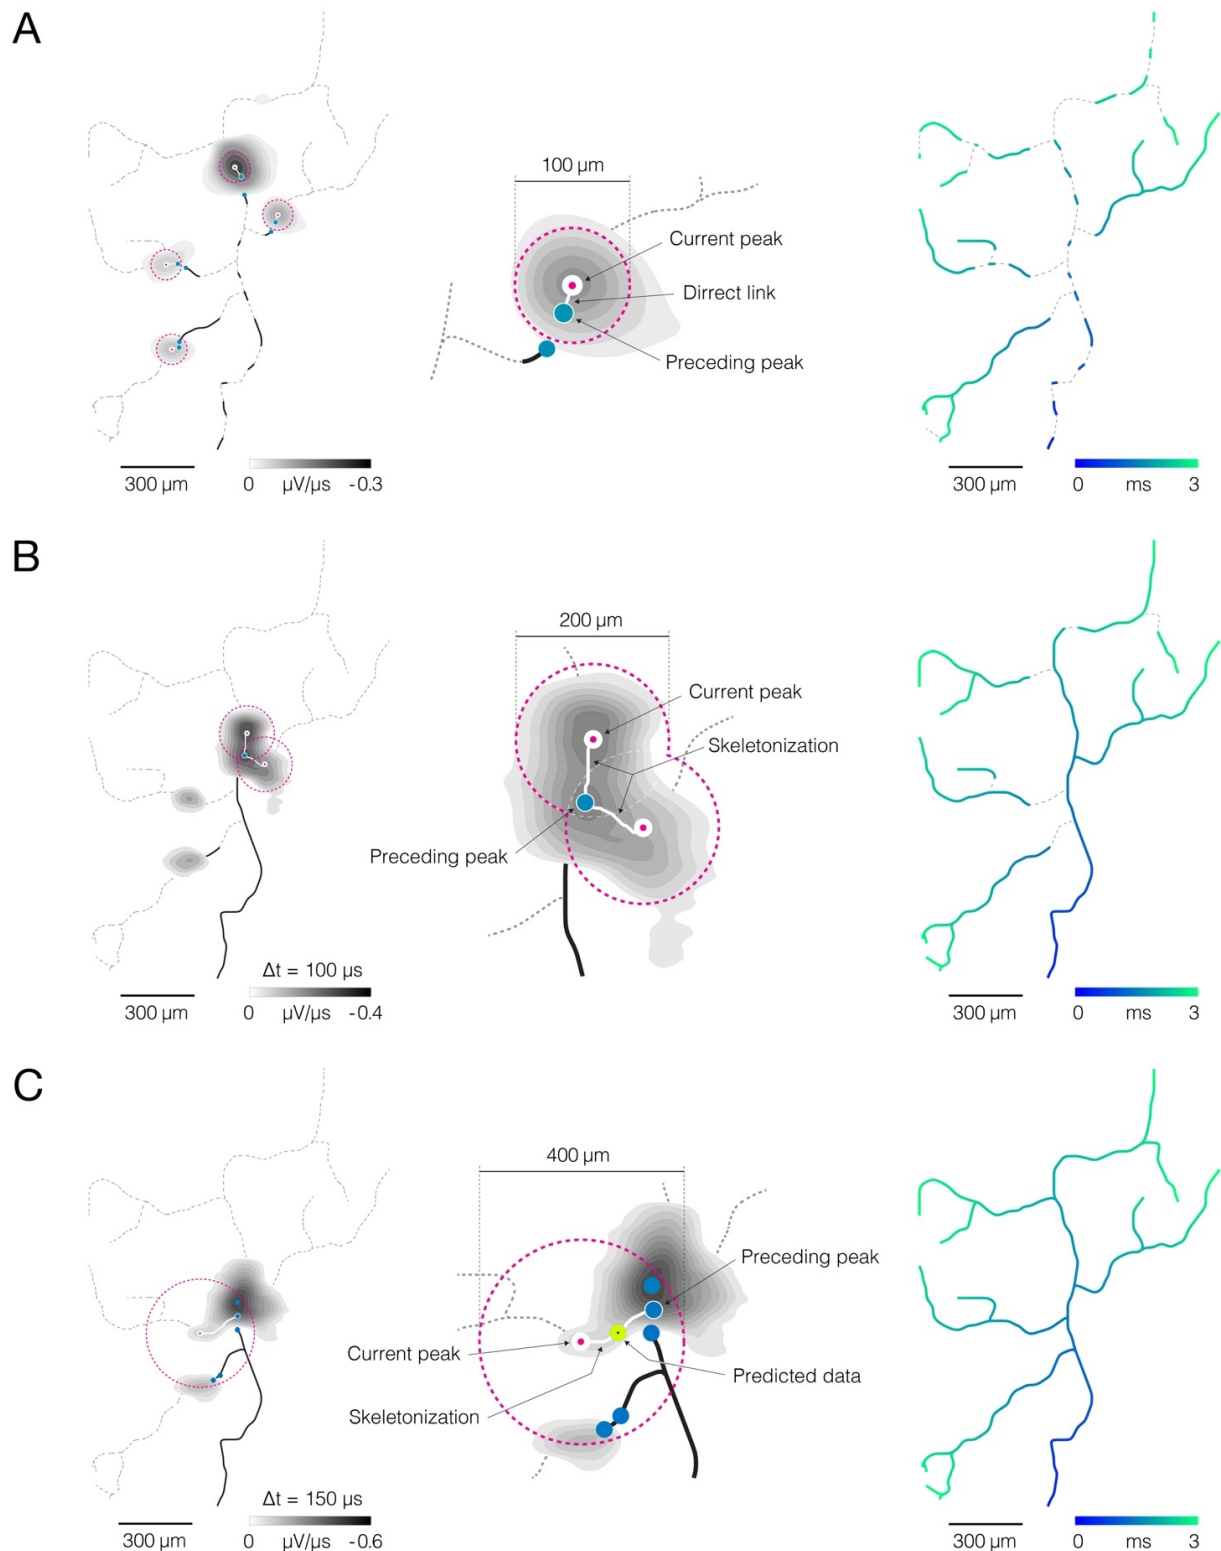 A
100 µm
Current peak
Dirrect link
Preceding peak
300 µm
0 µV/µs -0.3
300 µm
0 ms 3
B
200 µm
Current peak
Skeletonization
Preceding peak
Δt = 100 µs
300 µm
0 µV/µs -0.4
300 µm
0 ms 3
C
400 µm
Preceding peak
Current peak
Predicted data
Skeletonization
Δt = 150 µs
300 µm
0 µV/µs -0.6
300 µm
0 ms 3